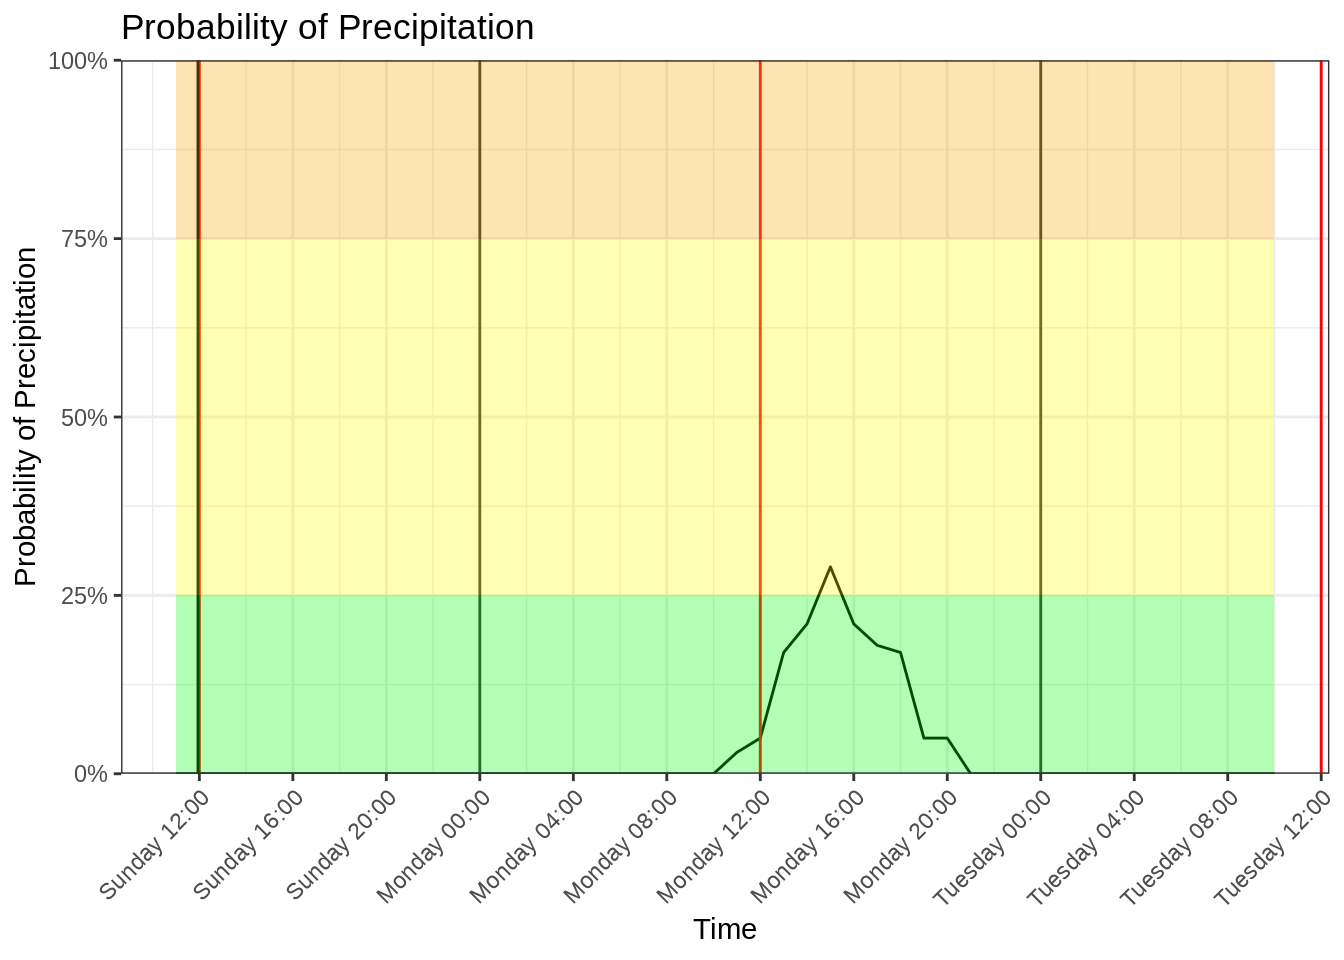 Probability of Precipitation
Probability of Precipitation
100%
75%
50%
25%
0%
Sunday 12:00
Sunday 16:00
Sunday 20:00
Monday 00:00
Monday 04:00
Monday 08:00
Monday 12:00
Monday 16:00
Monday 20:00
Tuesday 00:00
Tuesday 04:00
Tuesday 08:00
Tuesday 12:00
Time